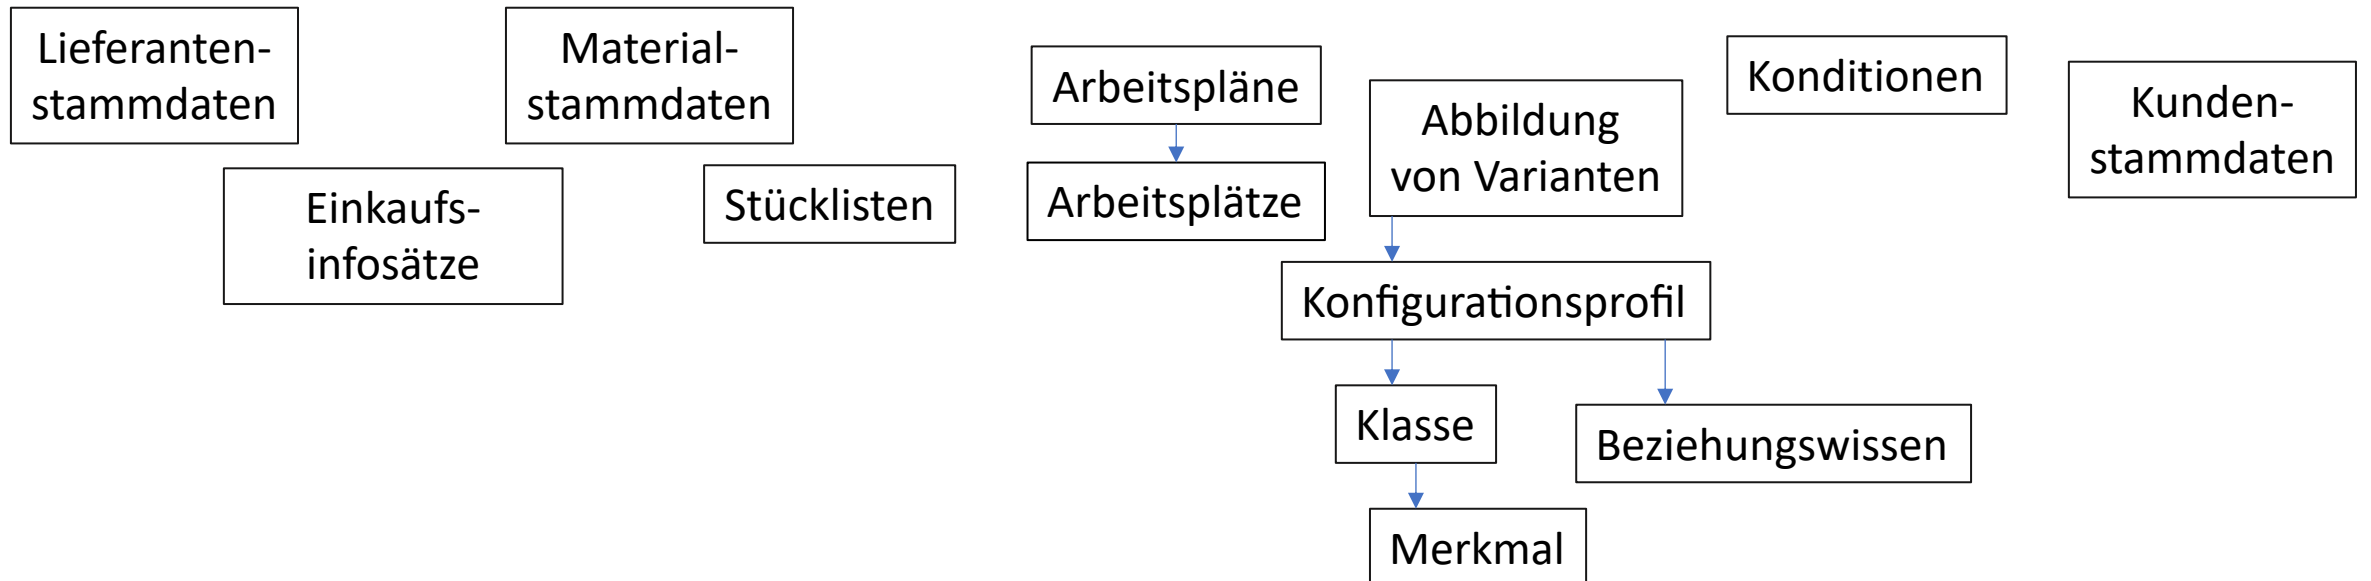 Lieferanten-
stammdaten
Material-
stammdaten
Einkaufs-
infosätze
Stücklisten
Arbeitspläne
Arbeitsplätze
Abbildung
von Varianten
Konfigurationsprofil
Klasse
Merkmal
Beziehungswissen
Konditionen
Kunden-
stammdaten